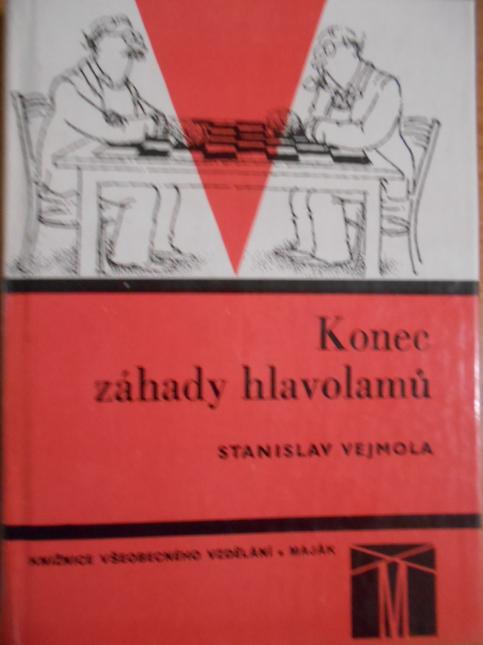 Konec
záhady hlavolamů
STANISLAV VEJMOLA
KNIŽNICE VŠEOBECNÉHO VZDĚLÁNÍ • MAJÁK
M